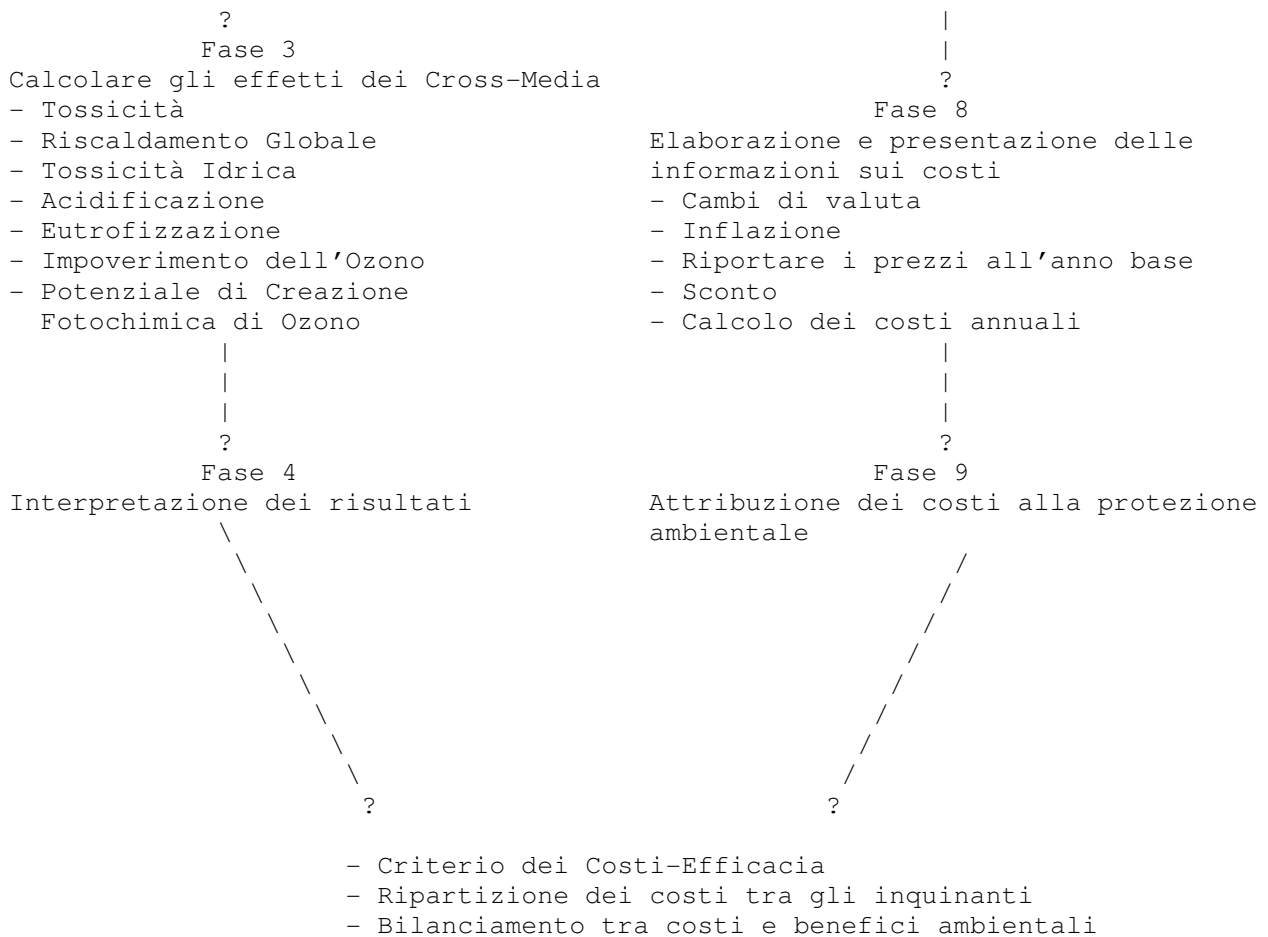 ?
Fase 3
Calcolare gli effetti dei Cross-Media
- Tossicità
- Riscaldamento Globale
- Tossicità Idrica
- Acidificazione
- Eutrofizzazione
- Impoverimento dell'Ozono
- Potenziale di Creazione
Fotochimica di Ozono
?
Fase 4
Interpretazione dei risultati
?
?
Fase 8
Elaborazione e presentazione delle
informazioni sui costi
- Cambi di valuta
- Inflazione
- Riportare i prezzi all'anno base
- Sconto
- Calcolo dei costi annuali
?
Fase 9
Attribuzione dei costi alla protezione
ambientale
?
- Criterio dei Costi-Efficacia
- Ripartizione dei costi tra gli inquinanti
- Bilanciamento tra costi e benefici ambientali